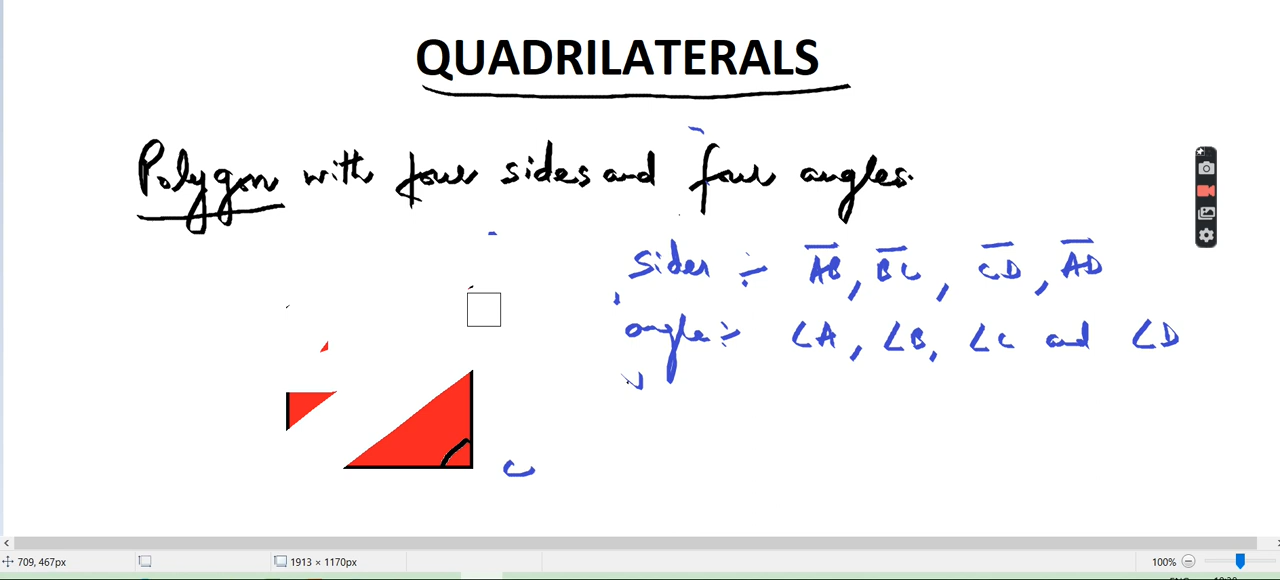 QUADRILATERALS
Polygon with four sides and four angles.
sides :- AB, BC, CD, AD
angle :- ∠A, ∠B, ∠C and ∠D
C
709, 467px
1913 × 1170px
100%